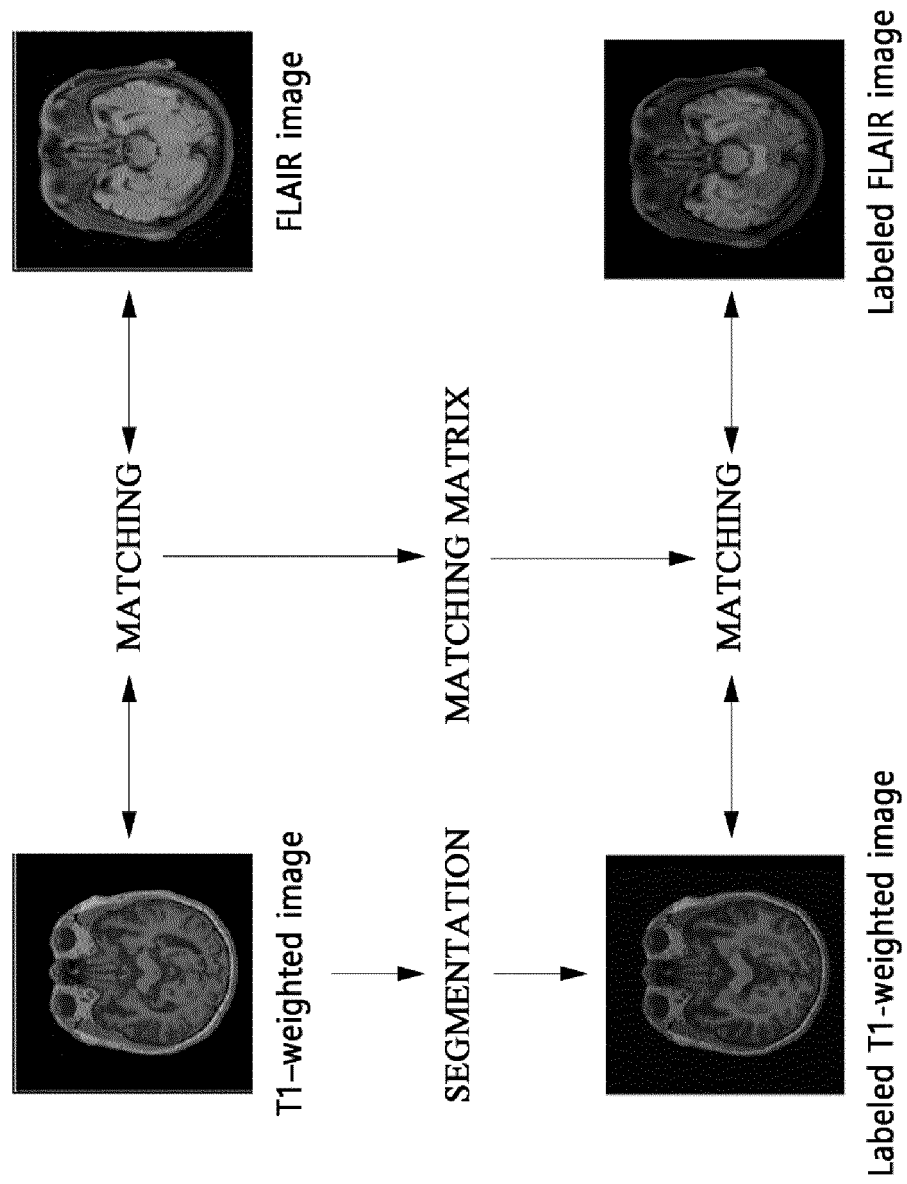 MATCHING
T1-weighted image
FLAIR image
SEGMENTATION
MATCHING MATRIX
MATCHING
Labeled T1-weighted image
Labeled FLAIR image